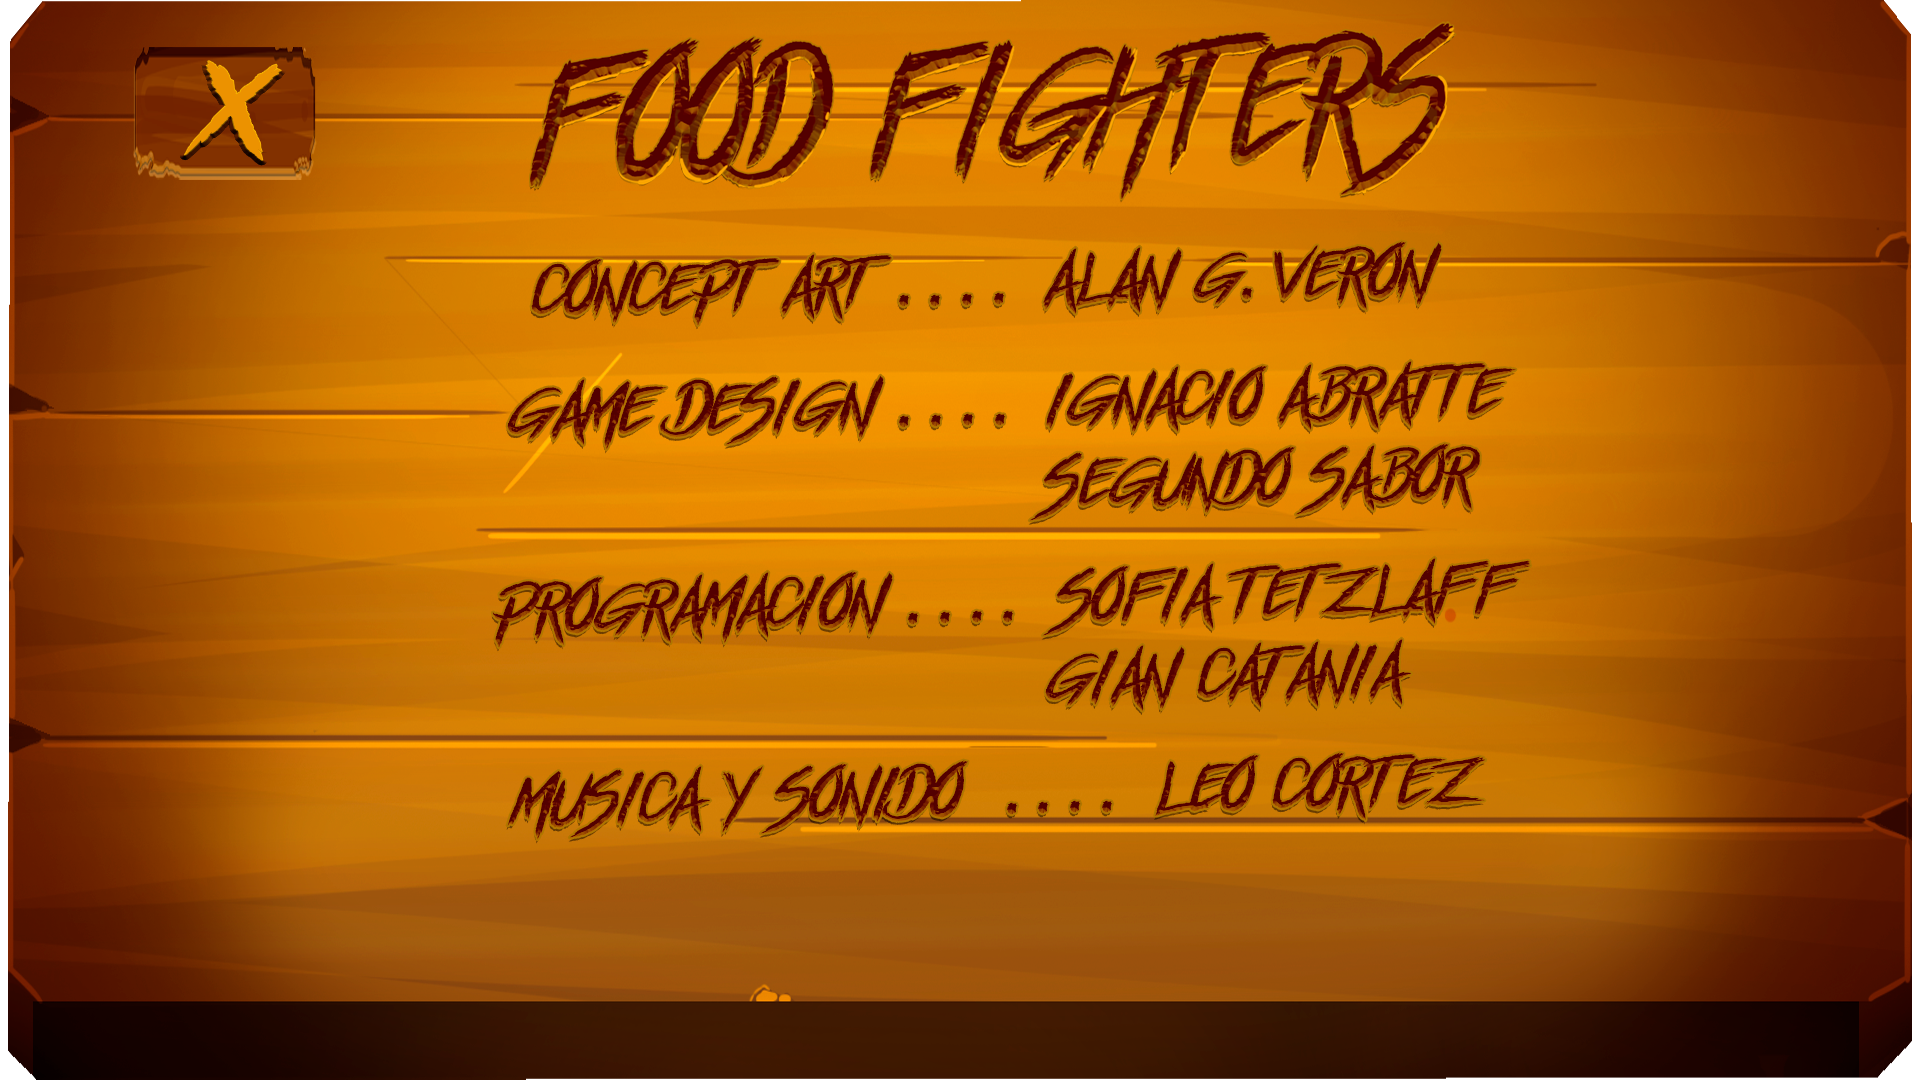 X
FOOD FIGHTERS
CONCEPT ART .... ALAN G. VERON
GAME DESIGN .... IGNACIO ABRATTE
SEGUNDO SABOR
PROGRAMACION .... SOFIA TETZLAFF
GIAN CATANIA
MUSICA Y SONIDO .... LEO CORTEZ